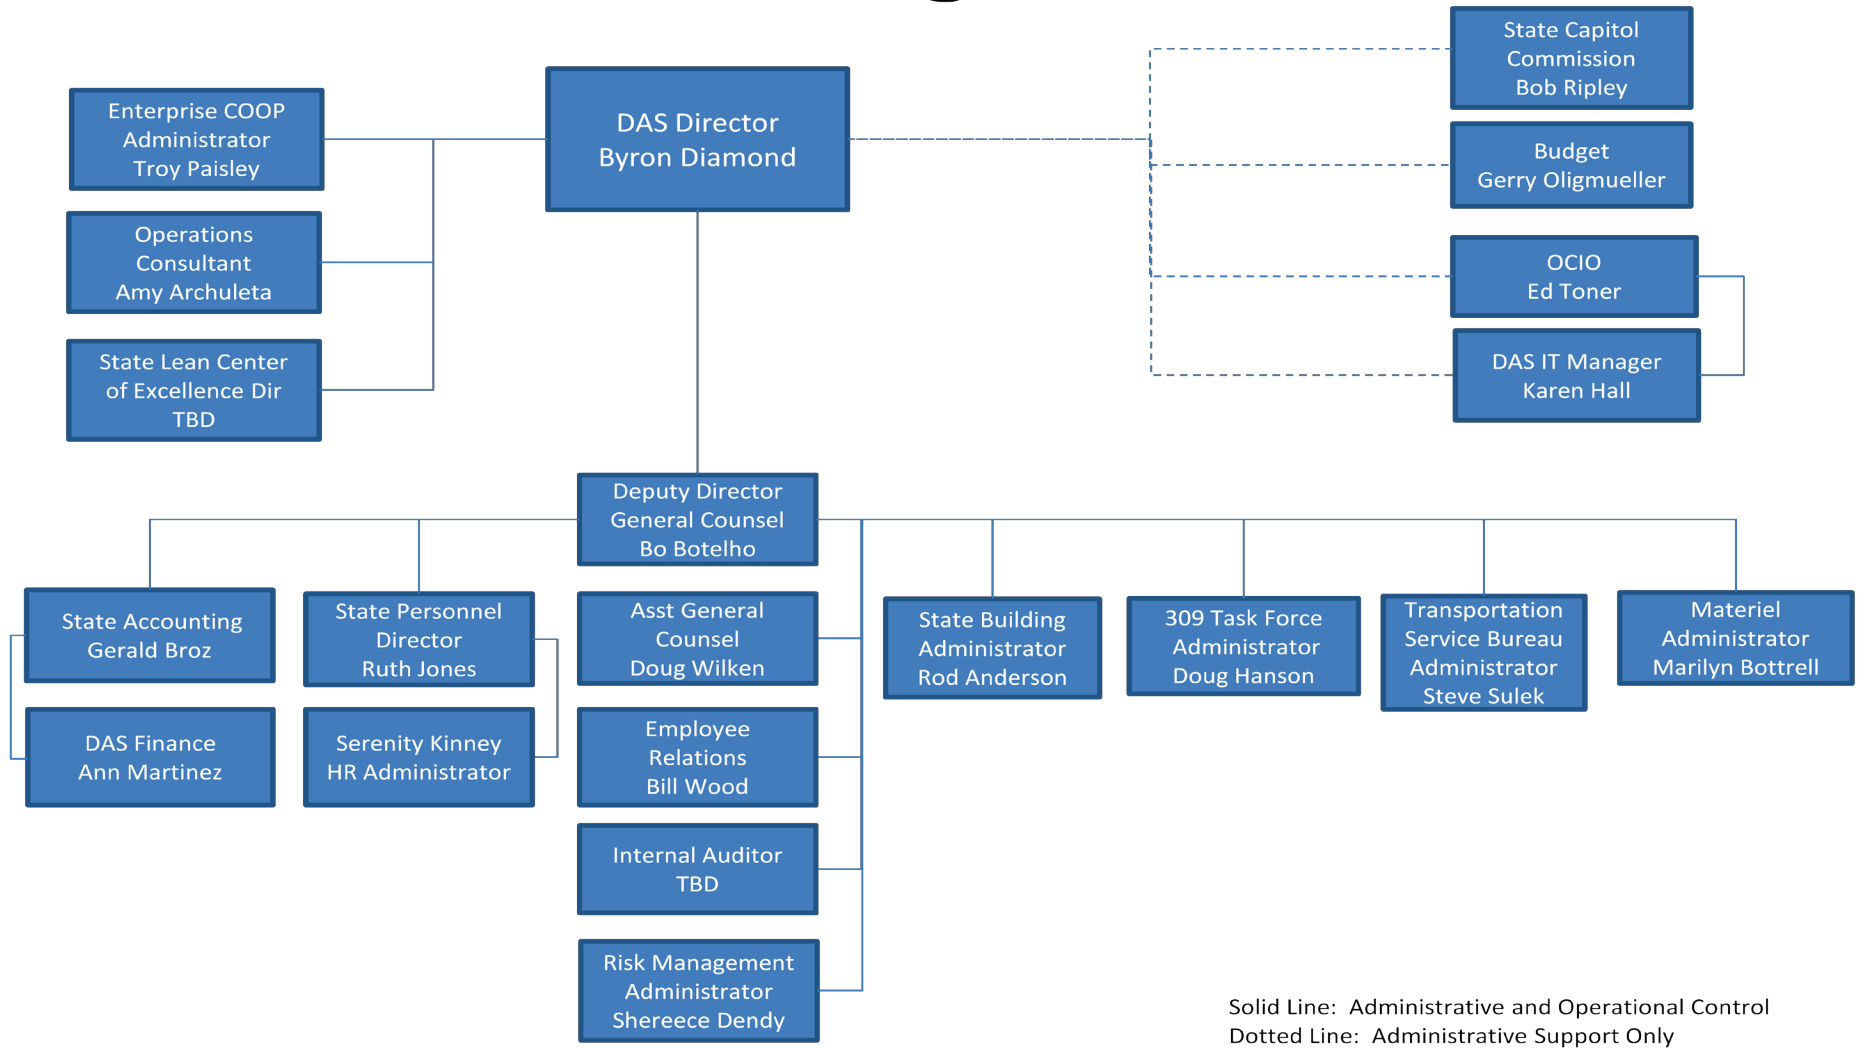 State Capitol
Commission
Bob Ripley
Enterprise COOP
Administrator
Troy Paisley
DAS Director
Byron Diamond
Budget
Gerry Oligmueller
Operations
Consultant
Amy Archuleta
OCIO
Ed Toner
State Lean Center
of Excellence Dir
TBD
DAS IT Manager
Karen Hall
Deputy Director
General Counsel
Bo Botelho
State Accounting
Gerald Broz
State Personnel
Director
Ruth Jones
Asst General
Counsel
Doug Wilken
State Building
Administrator
Rod Anderson
309 Task Force
Administrator
Doug Hanson
Transportation
Service Bureau
Administrator
Steve Sulek
Materiel
Administrator
Marilyn Bottrell
DAS Finance
Ann Martinez
Serenity Kinney
HR Administrator
Employee
Relations
Bill Wood
Internal Auditor
TBD
Risk Management
Administrator
Shereece Dendy
Solid Line:  Administrative and Operational Control
Dotted Line:  Administrative Support Only